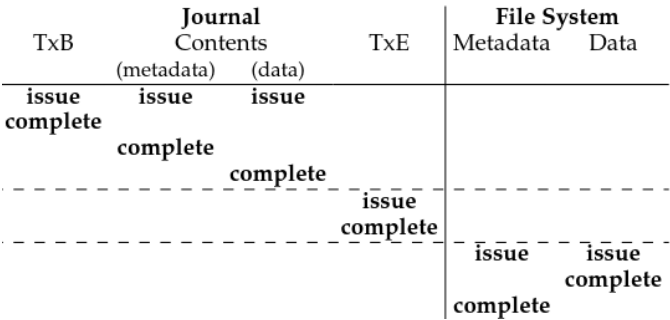 Journal File System
TxB Contents TxE Metadata Data
(metadata) (data)
issue issue issue
complete
complete
complete
issue
complete
issue issue
complete
complete